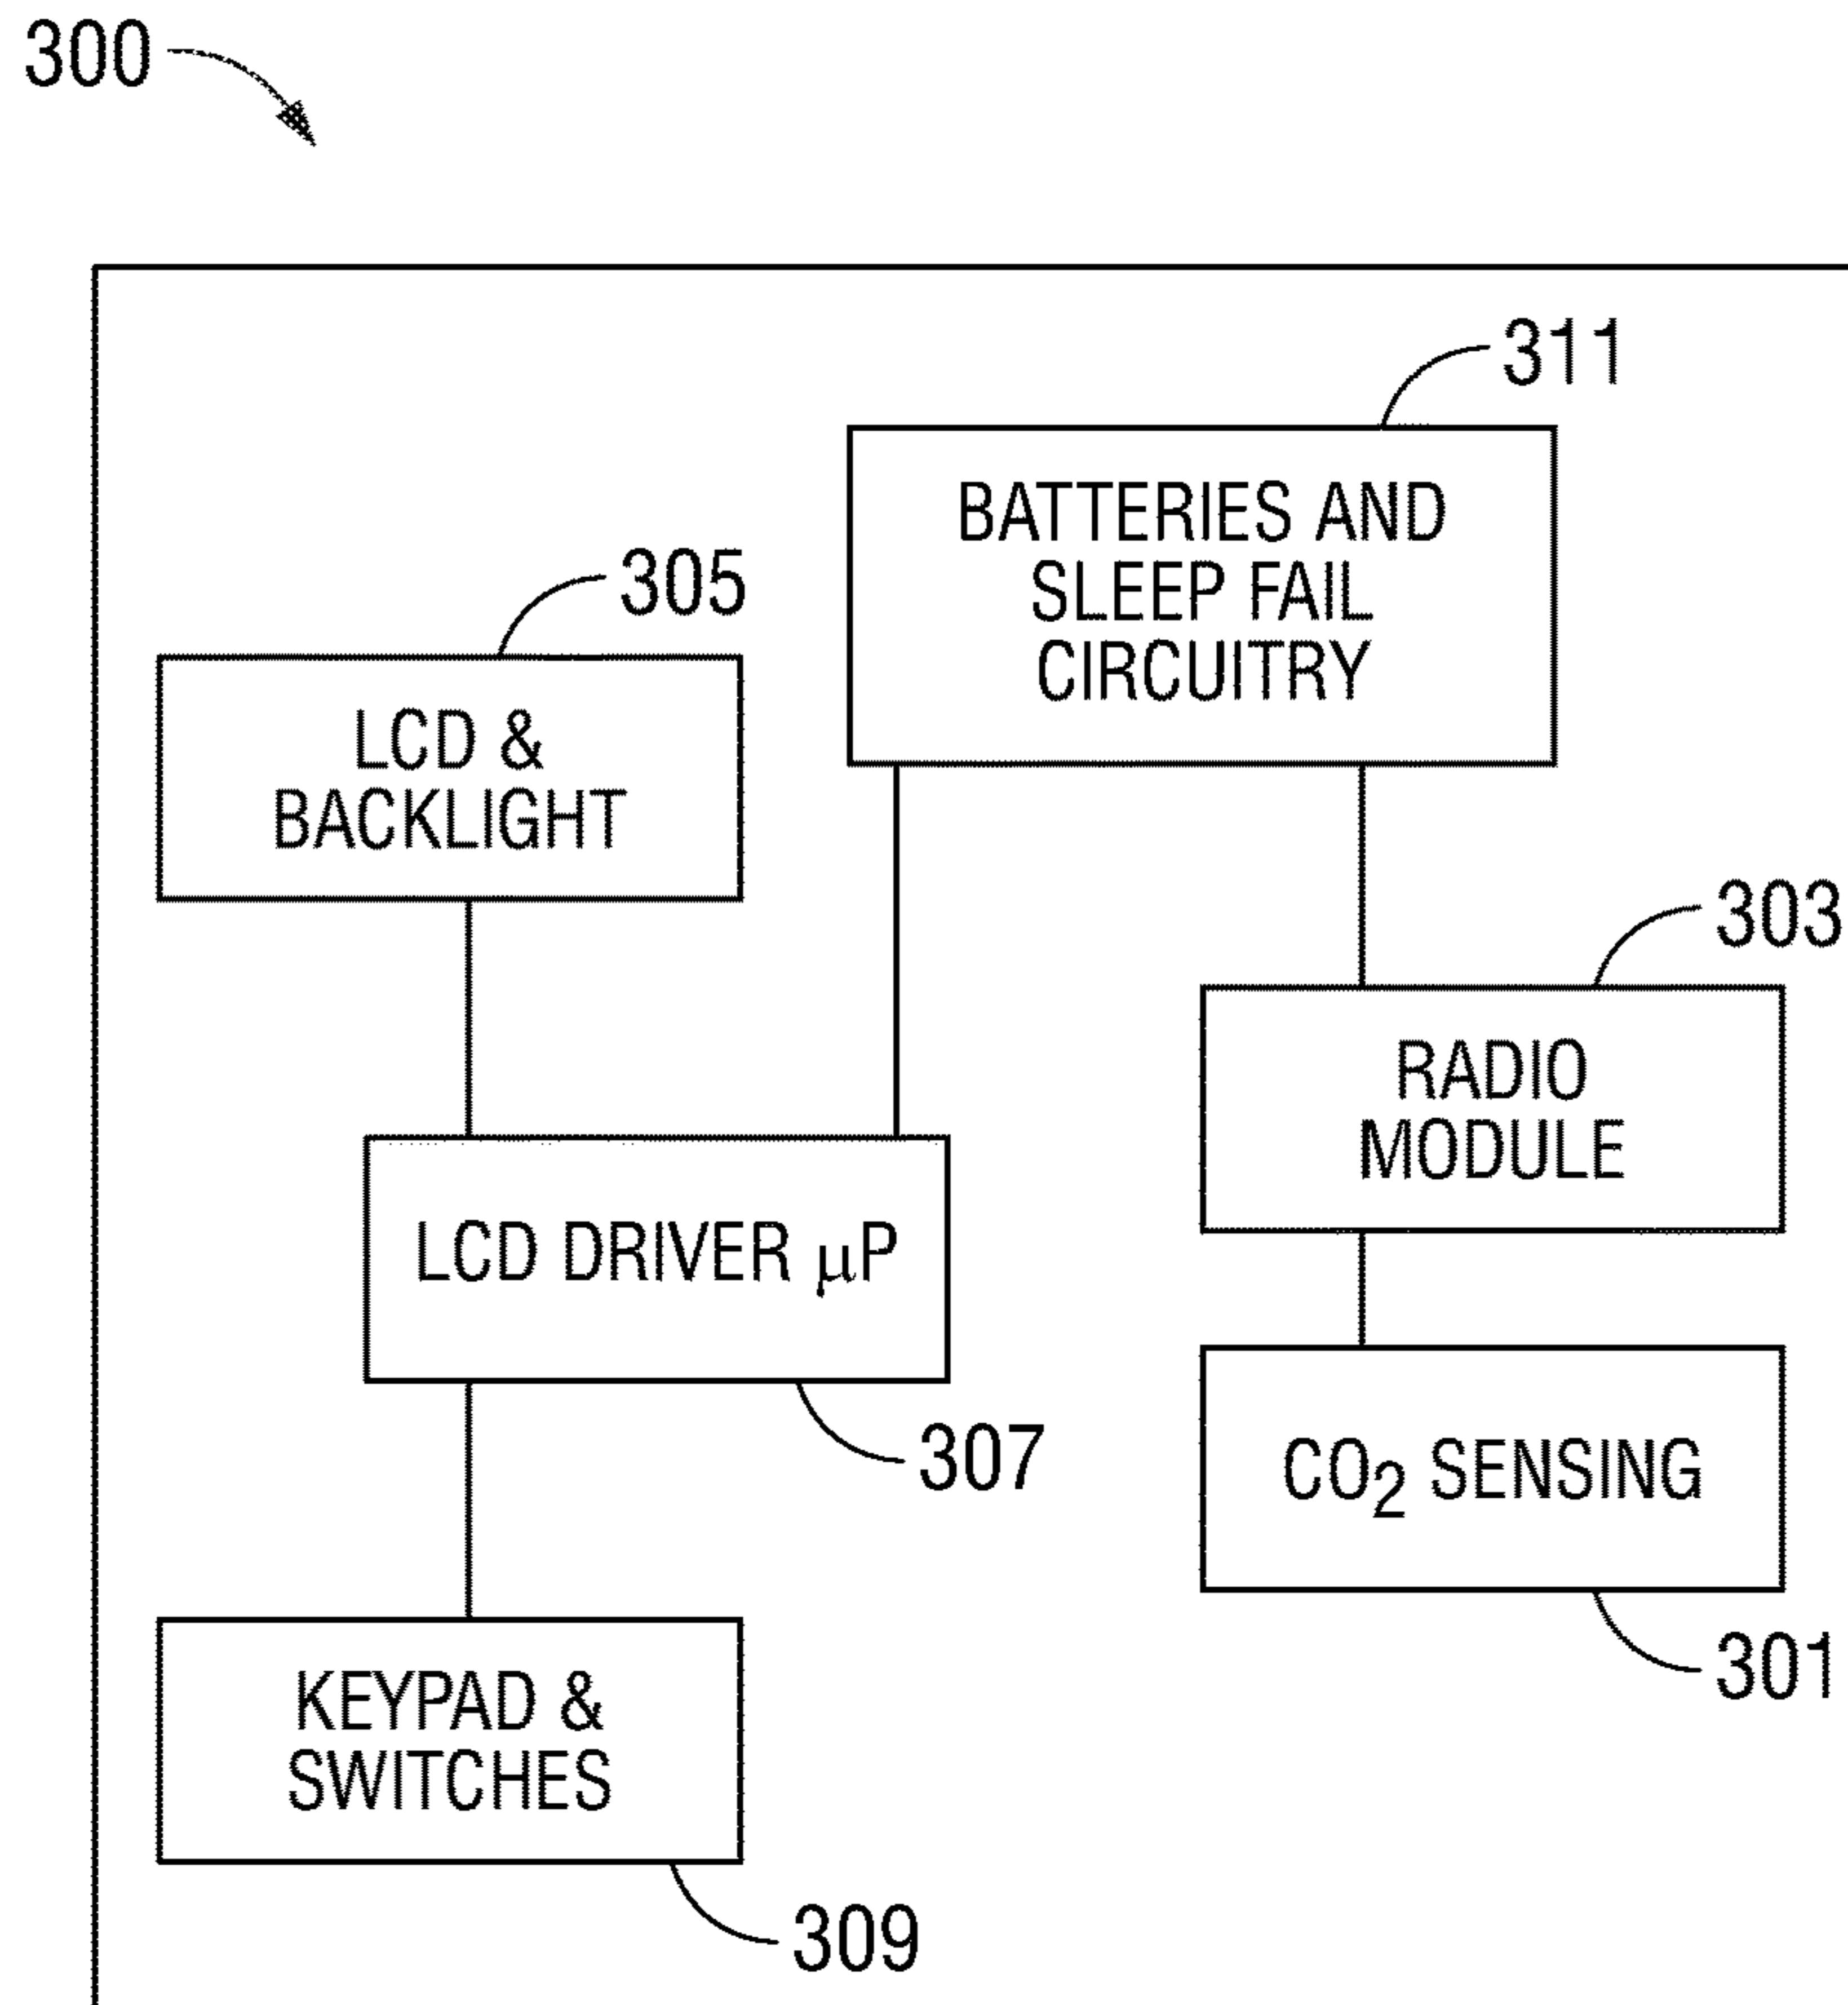 300
311
BATTERIES AND
SLEEP FAIL
CIRCUITRY
305
LCD &
BACKLIGHT
303
RADIO
MODULE
LCD DRIVER μP
307
CO₂ SENSING
301
KEYPAD &
SWITCHES
309